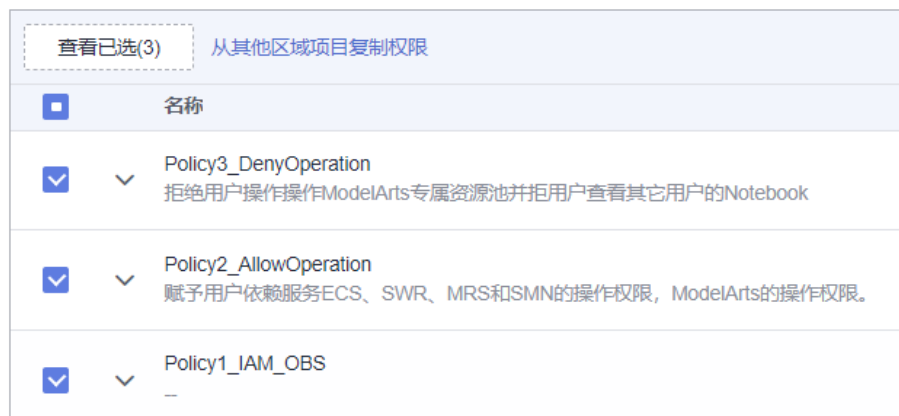 查看已选(3) 从其他区域项目复制权限
名称
Policy3_DenyOperation
拒绝用户操作操作ModelArts专属资源池并拒用户查看其它用户的Notebook
Policy2_AllowOperation
赋予用户依赖服务ECS、SWR、MRS和SMN的操作权限，ModelArts的操作权限。
Policy1_IAM_OBS
--